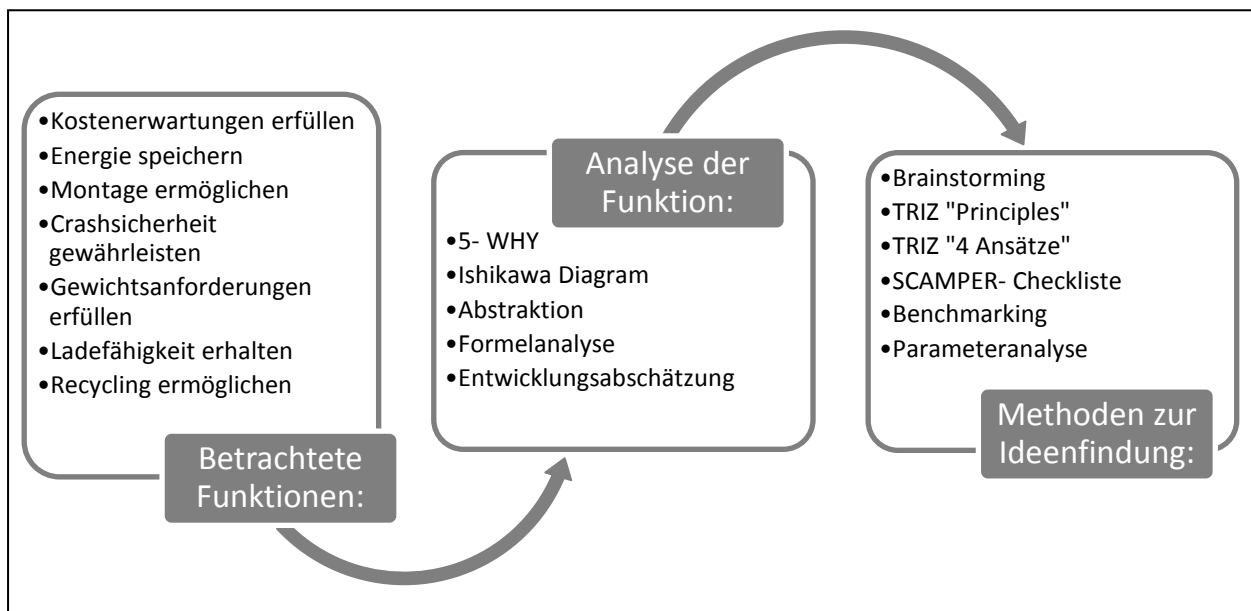 •Kostenerwartungen erfüllen
•Energie speichern
•Montage ermöglichen
•Crashsicherheit
gewährleisten
•Gewichtsanforderungen
erfüllen
•Ladefähigkeit erhalten
•Recycling ermöglichen
Betrachtete
Funktionen:
Analyse der
Funktion:
•5- WHY
•Ishikawa Diagram
•Abstraktion
•Formelanalyse
•Entwicklungsabschätzung
•Brainstorming
•TRIZ "Principles"
•TRIZ "4 Ansätze"
•SCAMPER- Checkliste
•Benchmarking
•Parameteranalyse
Methoden zur
Ideenfindung: